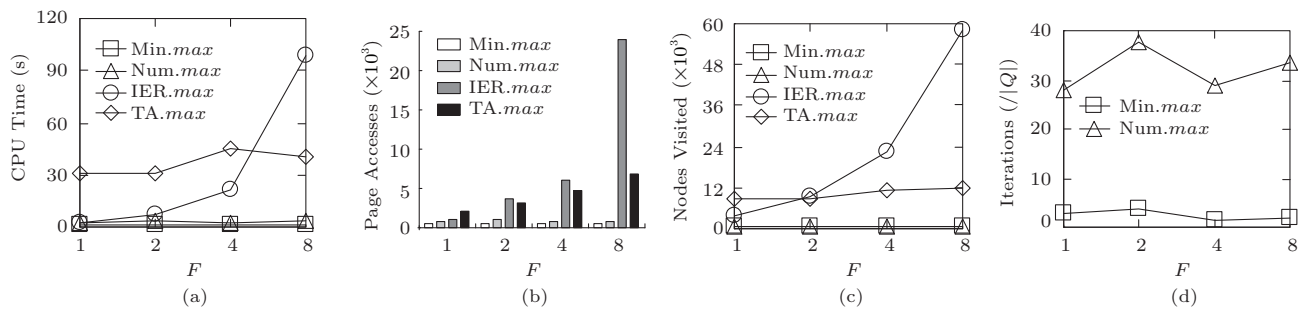 CPU Time (s)
120
90
60
30
0
Min.max
Num.max
IER.max
TA.max
1 2 4 8
F
(a)
Page Accesses (×10³)
25
20
15
10
5
0
Min.max
Num.max
IER.max
TA.max
1 2 4 8
F
(b)
Nodes Visited (×10³)
60
48
36
24
12
0
Min.max
Num.max
IER.max
TA.max
1 2 4 8
F
(c)
Iterations (/|Q|)
40
30
20
10
0
Min.max
Num.max
1 2 4 8
F
(d)